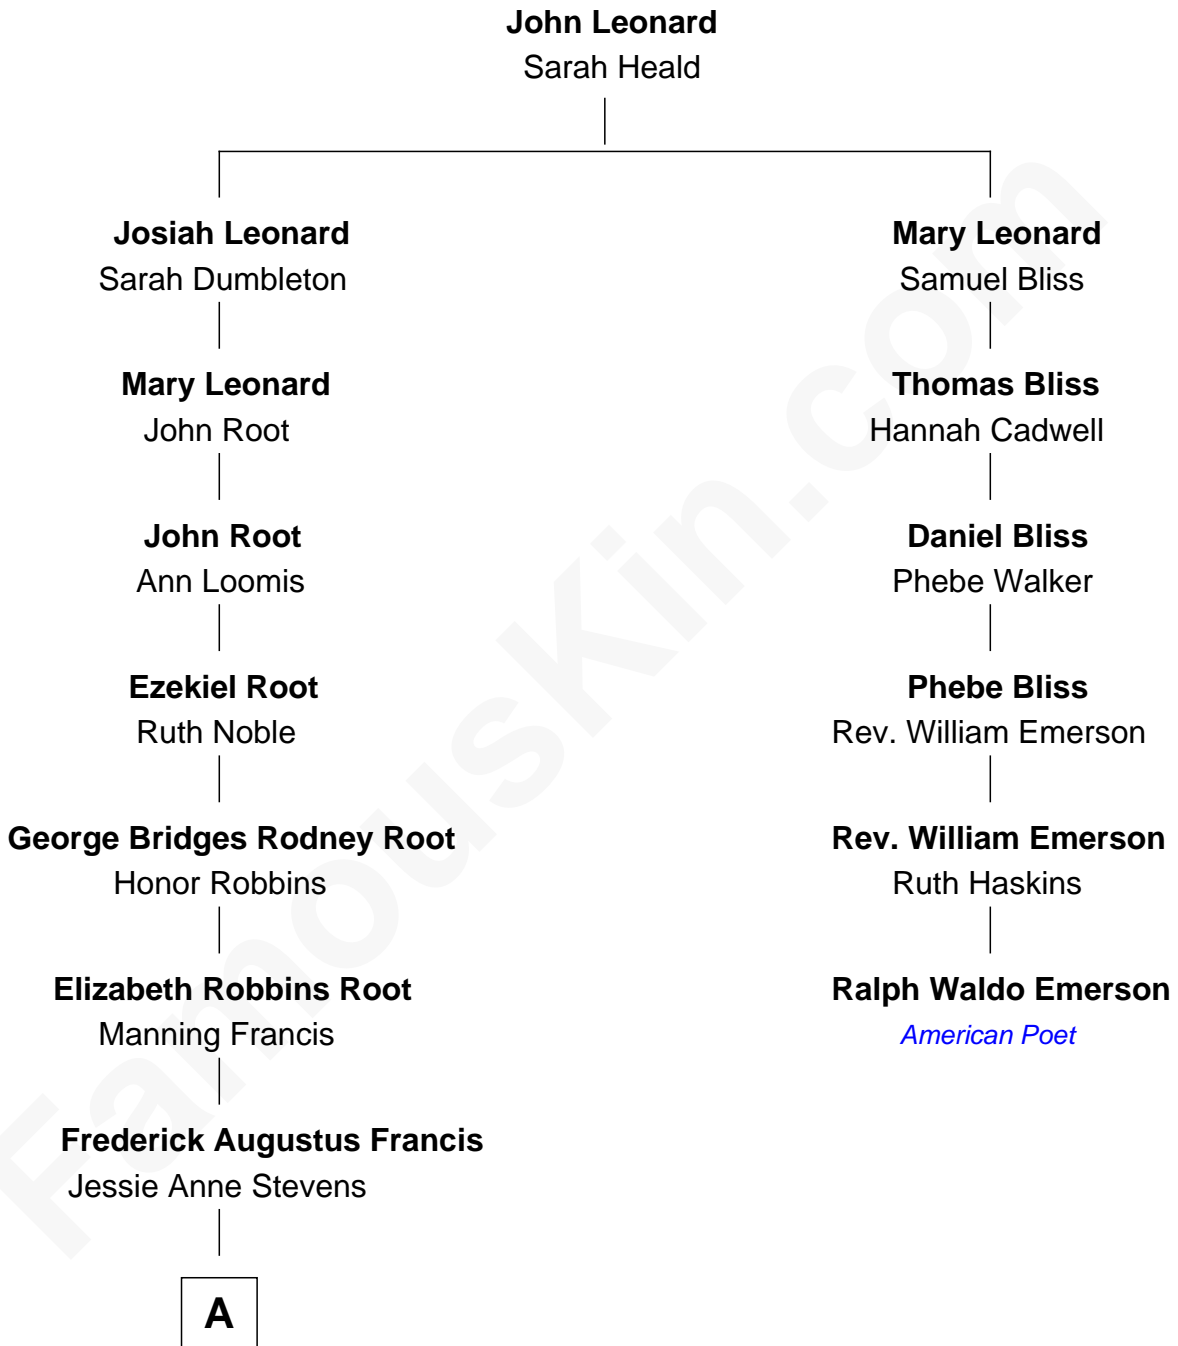 John Leonard
Sarah Heald
Josiah Leonard
Sarah Dumbleton
Mary Leonard
John Root
John Root
Ann Loomis
Ezekiel Root
Ruth Noble
George Bridges Rodney Root
Honor Robbins
Elizabeth Robbins Root
Manning Francis
Frederick Augustus Francis
Jessie Anne Stevens
A
Mary Leonard
Samuel Bliss
Thomas Bliss
Hannah Cadwell
Daniel Bliss
Phebe Walker
Phebe Bliss
Rev. William Emerson
Rev. William Emerson
Ruth Haskins
Ralph Waldo Emerson
American Poet
FamousKin.com